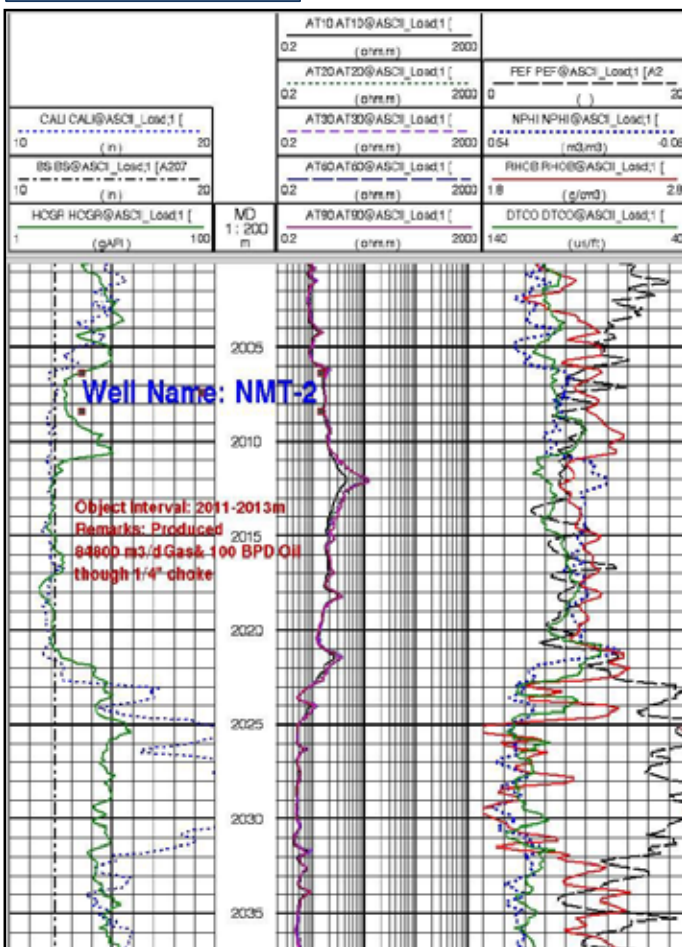 AT10 AT10@ASCII_Load;1 [
0.2 (ohm.m) 2000
AT20 AT20@ASCII_Load;1 [
0.2 (ohm.m) 2000
PEF PEF@ASCII_Load;1 [A2
0 ( ) 20
CALI CALI@ASCII_Load;1 [
10 (in) 20
AT30 AT30@ASCII_Load;1 [
0.2 (ohm.m) 2000
NPHI NPHI@ASCII_Load;1 [
0.54 (m3/m3) -0.06
BS BS@ASCII_Load;1 [A207
10 (in) 20
AT60 AT60@ASCII_Load;1 [
0.2 (ohm.m) 2000
RHOB RHOB@ASCII_Load;1 [
1.8 (g/cm3) 2.8
HCGR HCGR@ASCII_Load;1 [
1 (gAPI) 100
MD
1 : 200
m
AT90 AT90@ASCII_Load;1 [
0.2 (ohm.m) 2000
DTCO DTCO@ASCII_Load;1 [
140 (us/ft) 40
2005
Well Name: NMT-2
2010
Object Interval: 2011-2013m
2015
Remarks: Produced
84800 m3/d Gas& 100 BPD Oil
though 1/4" choke
2020
2025
2030
2035